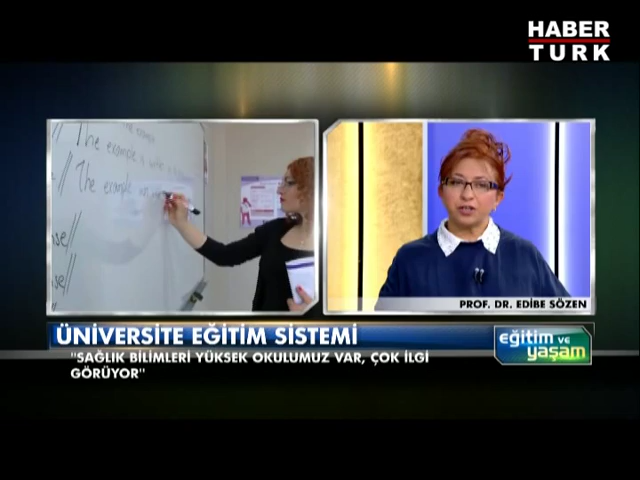 HABER
TURK
The example
The example
PROF. DR. EDİBE SÖZEN
ÜNİVERSİTE EĞİTİM SİSTEMİ
"SAĞLIK BİLİMLERİ YÜKSEK OKULUMUZ VAR, ÇOK İLGİ
GÖRÜYOR"
eğitim ve
yaşam